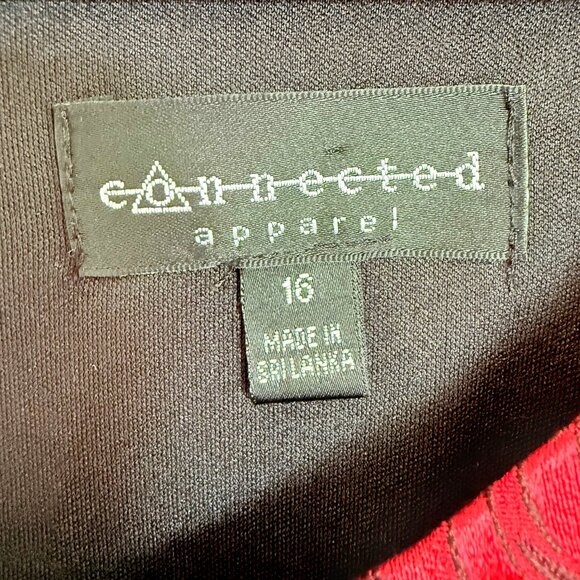 connected
apparel
16
MADE IN
SRI LANKA